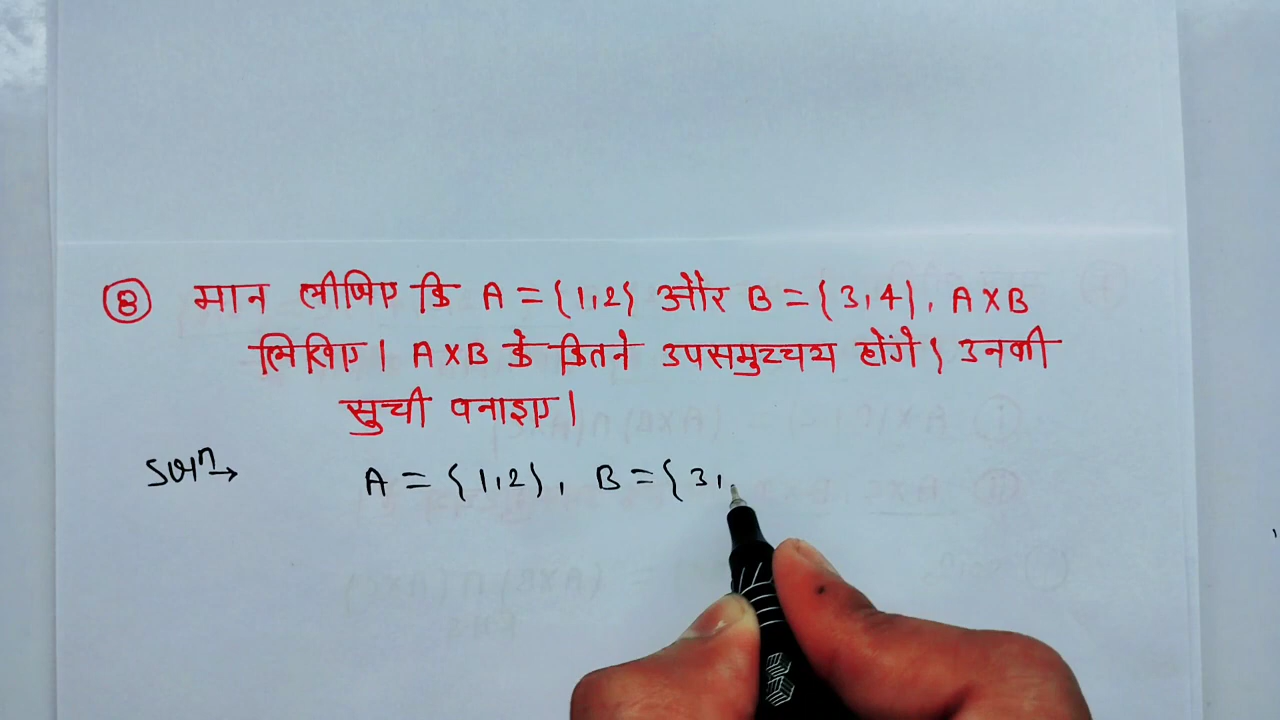 ⑧ मान लीजिए कि A = {1,2} और B = {3,4}, A×B
लिखिए। A×B के कितने उपसमुच्चय होंगे। उनकी
सुची बनाइए।
Solⁿ→ A = {1,2}, B = {3,